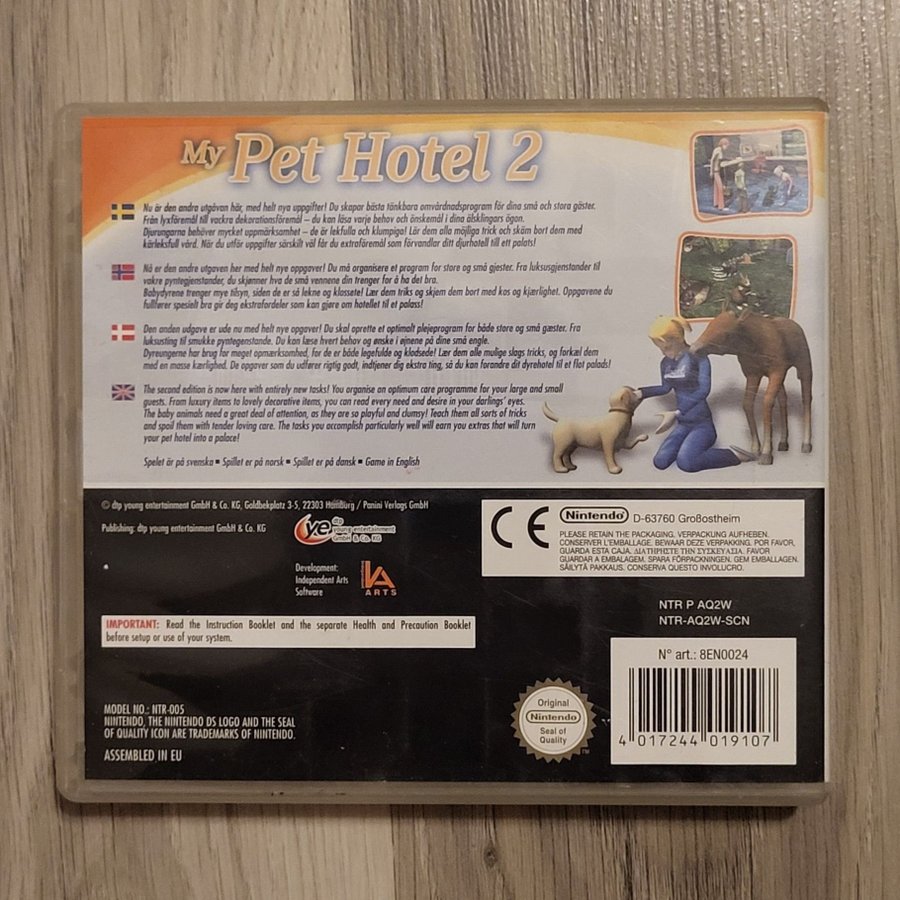 My Pet Hotel 2
Nu är den andra utgåvan här, med helt nya uppgifter! Du skapar bästa tänkbara omvårdnadsprogram för dina små och stora gäster.
Från lyxföremål till vackra dekorationsföremål – du kan läsa varje behov och önskemål i dina älsklingars ögon.
Djurungarna behöver mycket uppmärksamhet – de är lekfulla och klumpiga! Lär dem alla möjliga trick och skäm bort dem med
kärleksfull vård. När du utför uppgifter särskilt väl får du extraföremål som förvandlar ditt djurhotell till ett palats!
Nå er den andre utgaven her med helt nye oppgaver! Du må organisere et program for store og små gjester. Fra luksusgjenstander til
vakre pyntegjenstander, du skjønner hva de små vennene din trenger for å ha det bra.
Babydyrene trenger mye tilsyn, siden de er så lekne og klossete! Lær dem triks og skjem dem bort med kos og kjærlighet. Oppgavene du
fullfører spesielt bra gir deg ekstrafordeler som kan gjøre om hotellet til et palass!
Den anden udgave er ude nu med helt nye opgaver! Du skal oprette et optimalt plejeprogram for både store og små gæster. Fra
luksusting til smukke pyntegenstande. Du kan læse hvert behov og ønske i øjnene på dine små engle.
Dyreungerne har brug for meget opmærksomhed, for de er både legefulde og klodsede! Lær dem alle mulige slags tricks, og forkæl dem
med en masse kærlighed. De opgaver som du udfører rigtig godt, indtjener dig ekstra ting, så du kan forandre dit dyrehotel til et flot palads!
The second edition is now here with entirely new tasks! You organise an optimum care programme for your large and small
guests. From luxury items to lovely decorative items, you can read every need and desire in your darlings' eyes.
The baby animals need a great deal of attention, as they are so playful and clumsy! Teach them all sorts of tricks
and spoil them with tender loving care. The tasks you accomplish particularly well will earn you extras that will turn
your pet hotel into a palace!
Spelet är på svenska ▪ Spillet er på norsk ▪ Spillet er på dansk ▪ Game in English
© dtp young entertainment GmbH & Co. KG, Goldbekplatz 3-5, 22303 Hamburg / Panini Verlags GmbH
Publishing: dtp young entertainment GmbH & Co. KG
ye dtp
young entertainment
GmbH & Co. KG
Development:
Independent Arts
Software
IA
ARTS
IMPORTANT: Read the Instruction Booklet and the separate Health and Precaution Booklet
before setup or use of your system.
MODEL NO.: NTR-005
NINTENDO, THE NINTENDO DS LOGO AND THE SEAL
OF QUALITY ICON ARE TRADEMARKS OF NINTENDO.
ASSEMBLED IN EU
CE
Nintendo D-63760 Großostheim
PLEASE RETAIN THE PACKAGING. VERPACKUNG AUFHEBEN.
CONSERVER L'EMBALLAGE. BEWAAR DEZE VERPAKKING. POR FAVOR,
GUARDA ESTA CAJA. ΔΙΑΤΗΡΗΣΤΕ ΤΗΝ ΣΥΣΚΕΥΑΣΙΑ. FAVOR
GUARDAR A EMBALAGEM. SPARA FÖRPACKNINGEN. GEM EMBALLAGEN.
SÄILYTÄ PAKKAUS. CONSERVA QUESTO INVOLUCRO.
NTR P AQ2W
NTR-AQ2W-SCN
N° art.: 8EN0024
4 017244 019107
Original
Nintendo
Seal of
Quality
TM